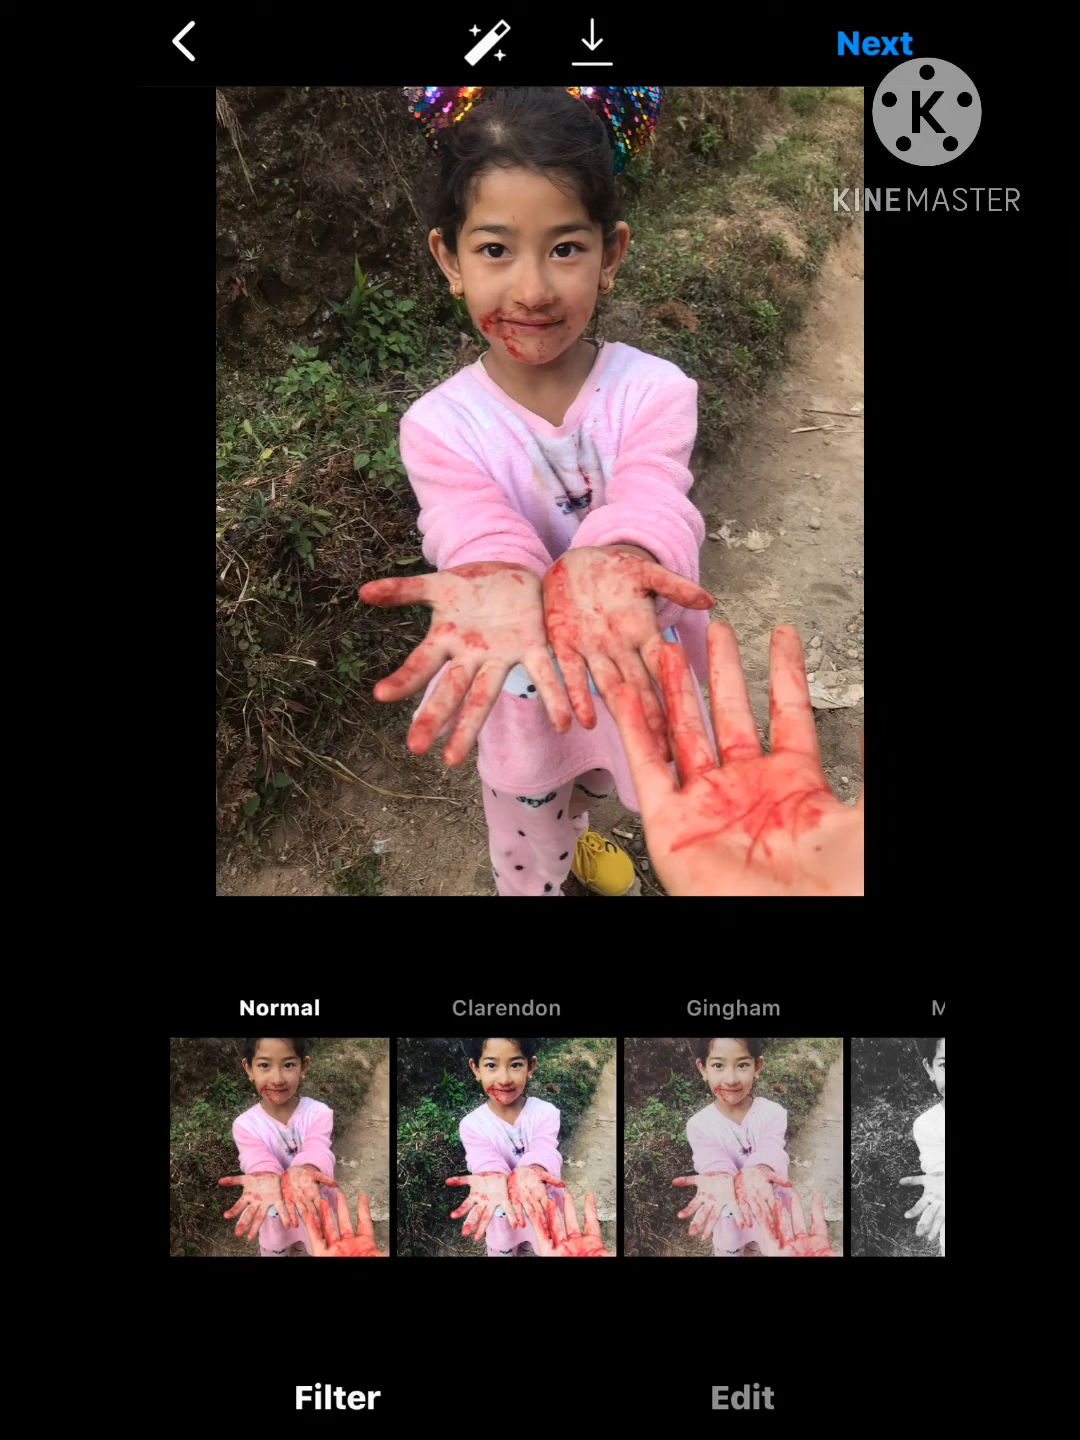 Next
K
KINEMASTER
Normal
Clarendon
Gingham
M
Filter
Edit